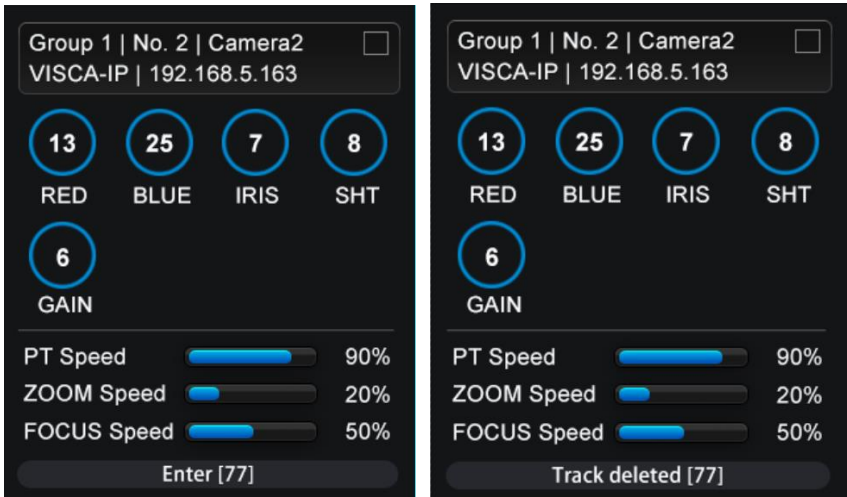 Group 1 | No. 2 | Camera2
VISCA-IP | 192.168.5.163
13 25 7 8
RED BLUE IRIS SHT
6
GAIN
PT Speed 90%
ZOOM Speed 20%
FOCUS Speed 50%
Enter [77]
Group 1 | No. 2 | Camera2
VISCA-IP | 192.168.5.163
13 25 7 8
RED BLUE IRIS SHT
6
GAIN
PT Speed 90%
ZOOM Speed 20%
FOCUS Speed 50%
Track deleted [77]